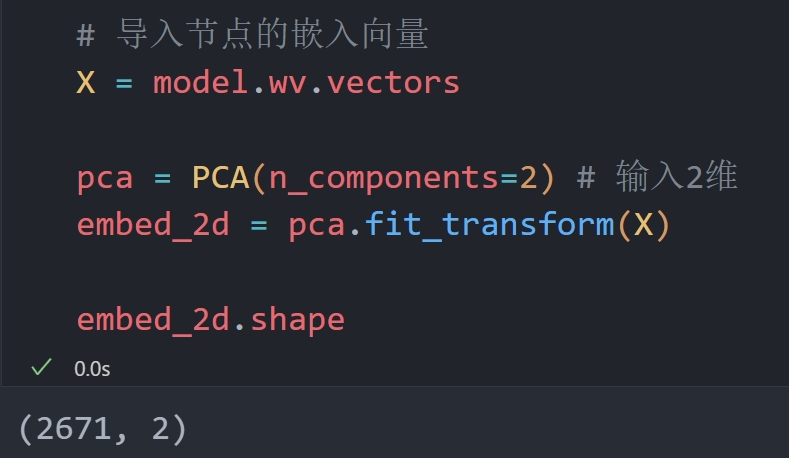 # 导入节点的嵌入向量
X = model.wv.vectors
pca = PCA(n_components=2) # 输入2维
embed_2d = pca.fit_transform(X)
embed_2d.shape
0.0s
(2671, 2)